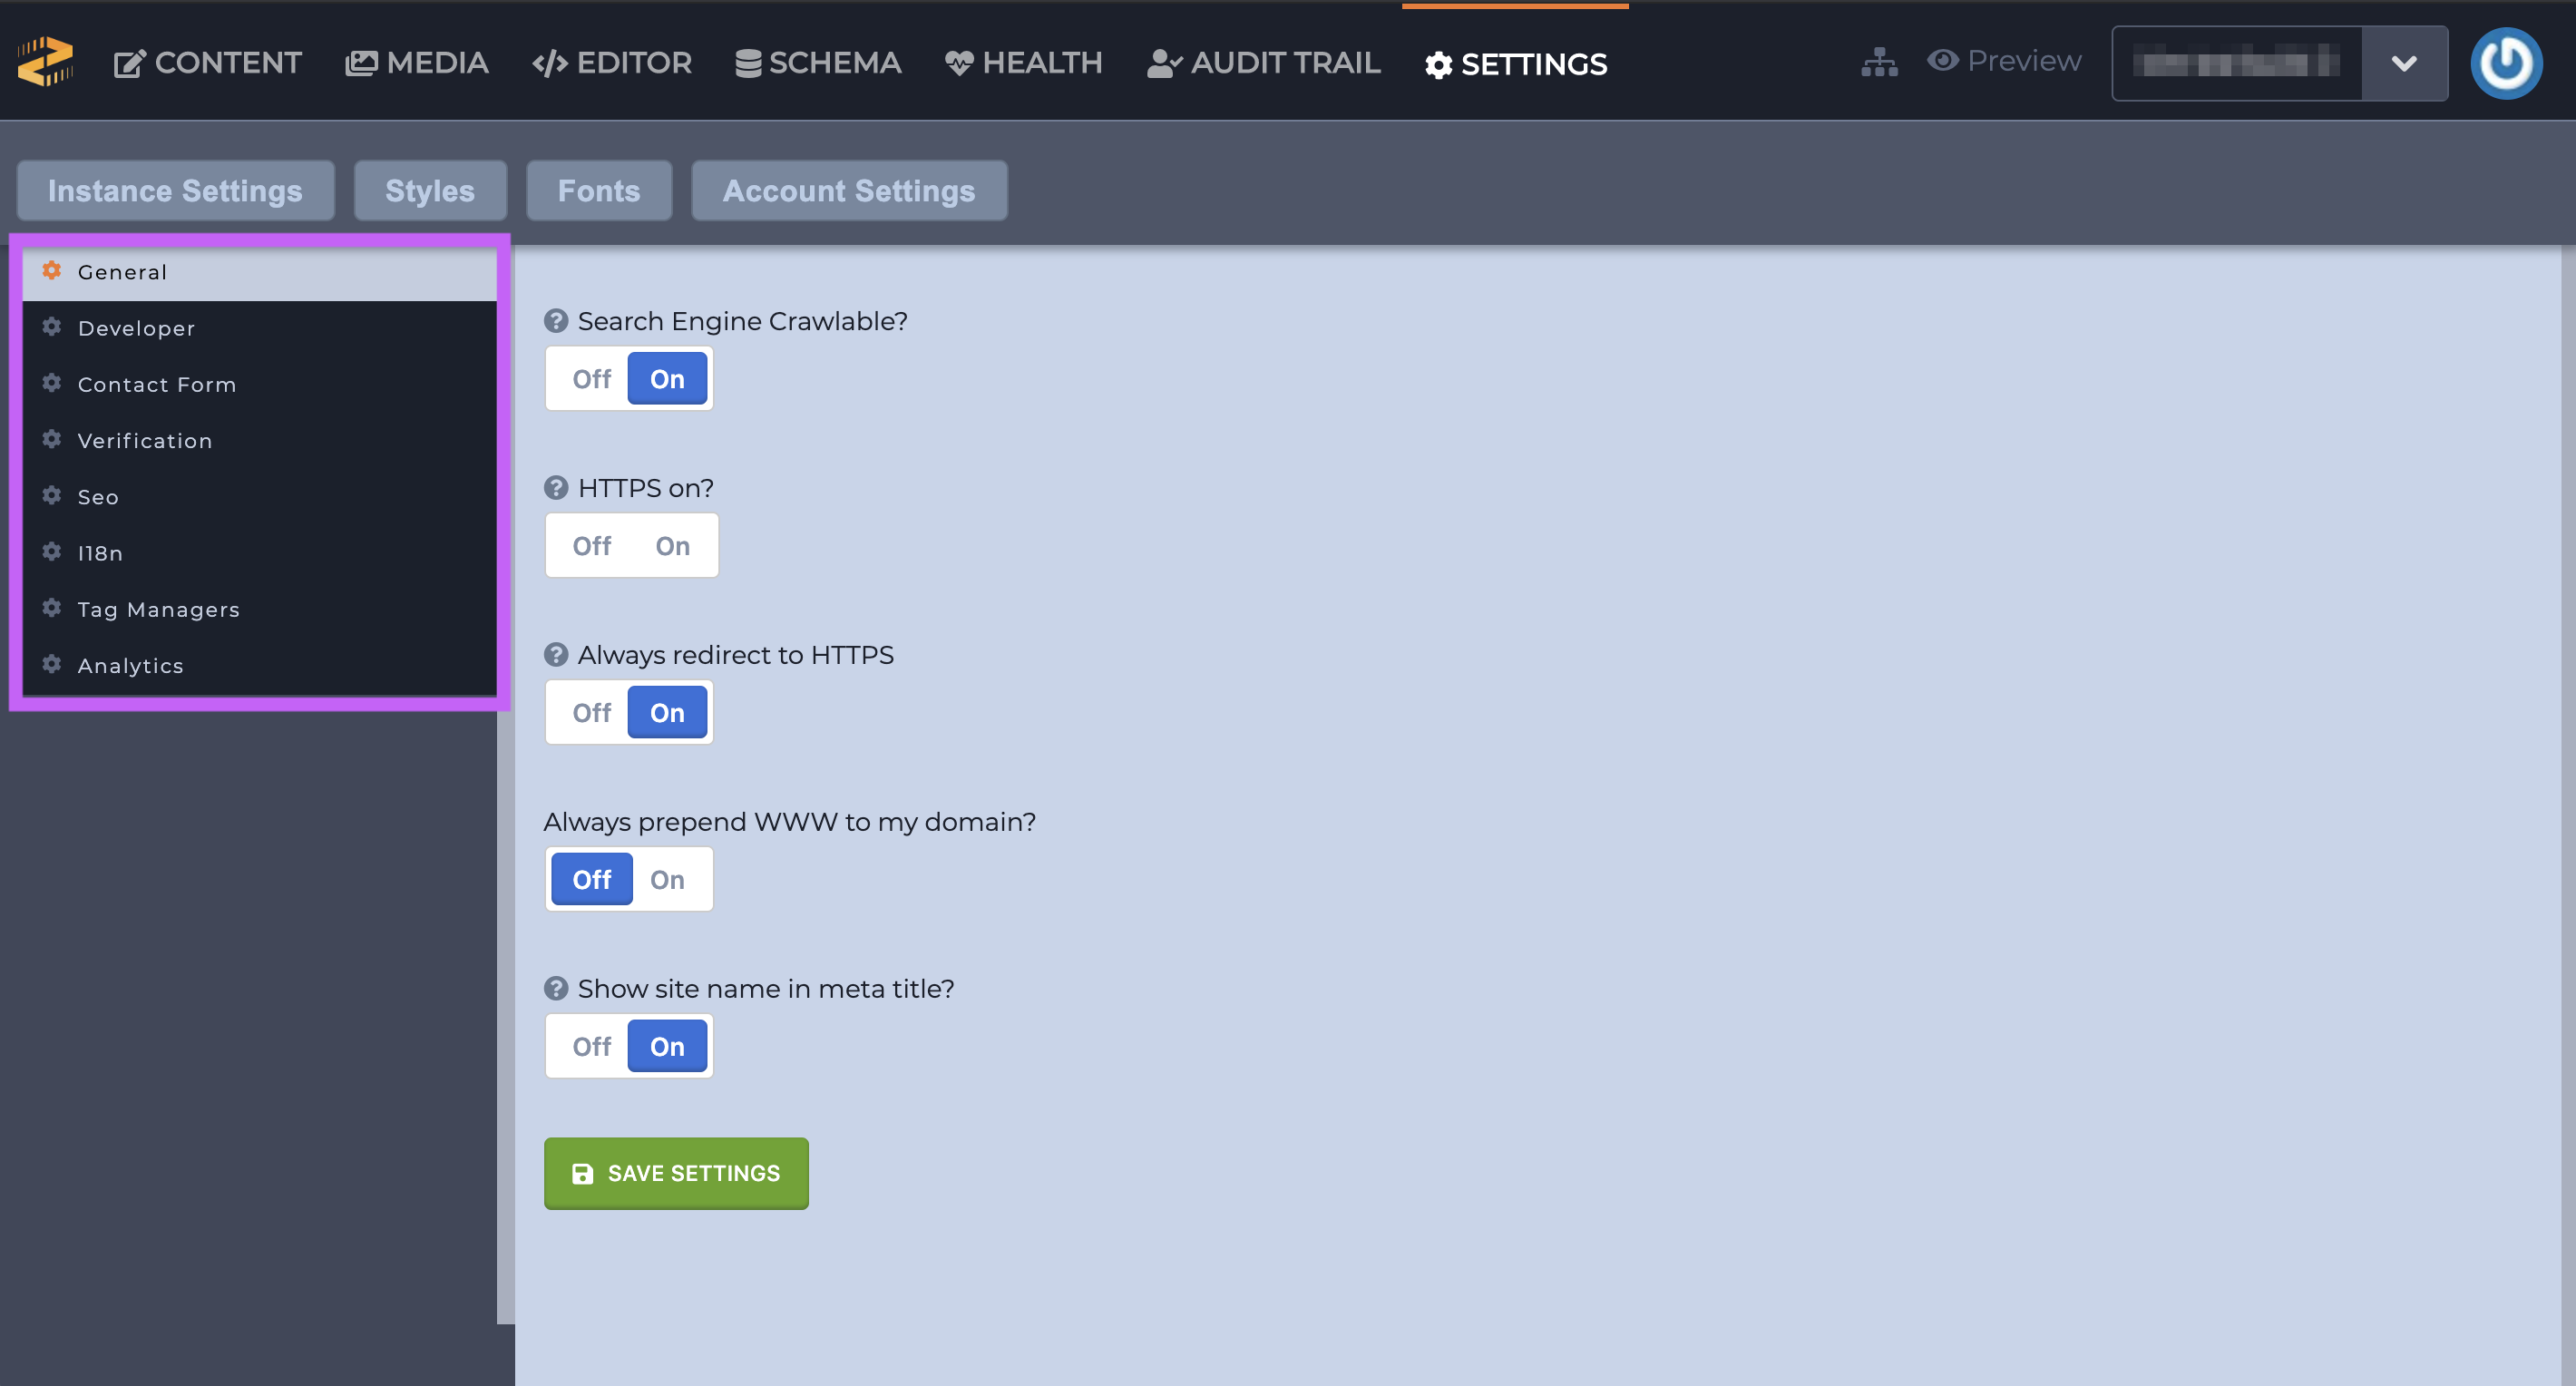 CONTENT MEDIA EDITOR SCHEMA HEALTH AUDIT TRAIL SETTINGS Preview
Instance Settings Styles Fonts Account Settings
General
Developer
Contact Form
Verification
Seo
I18n
Tag Managers
Analytics
Search Engine Crawlable?
Off On
HTTPS on?
Off On
Always redirect to HTTPS
Off On
Always prepend WWW to my domain?
Off On
Show site name in meta title?
Off On
SAVE SETTINGS